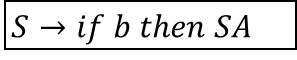 S → if b then SA